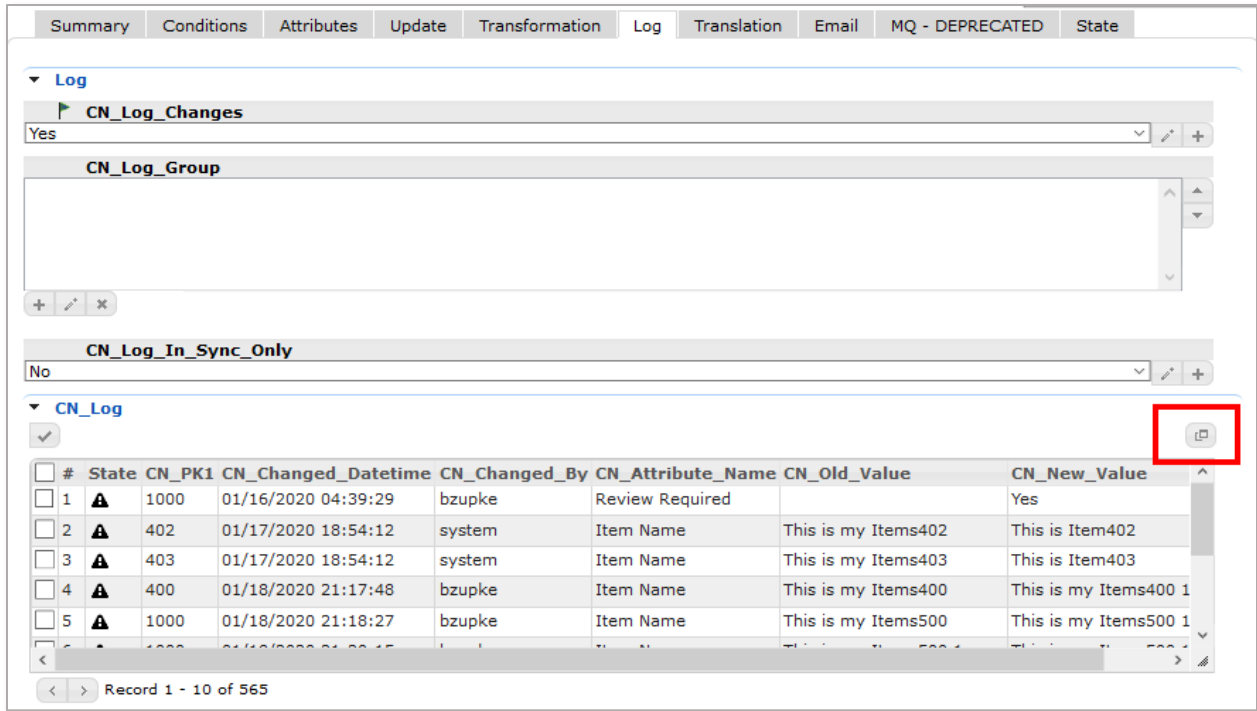 Summary Conditions Attributes Update Transformation Log Translation Email MQ - DEPRECATED State
Log
CN_Log_Changes
Yes
CN_Log_Group
CN_Log_In_Sync_Only
No
CN_Log
# State CN_PK1 CN_Changed_Datetime CN_Changed_By CN_Attribute_Name CN_Old_Value CN_New_Value
1 1000 01/16/2020 04:39:29 bzupke Review Required Yes
2 402 01/17/2020 18:54:12 system Item Name This is my Items402 This is Item402
3 403 01/17/2020 18:54:12 system Item Name This is my Items403 This is Item403
4 400 01/18/2020 21:17:48 bzupke Item Name This is my Items400 This is my Items400 1
5 1000 01/18/2020 21:18:27 bzupke Item Name This is my Items500 This is my Items500 1
Record 1 - 10 of 565